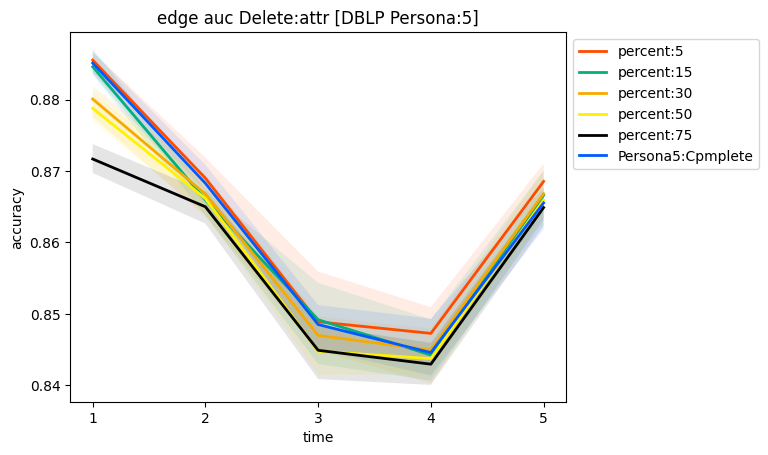 edge auc Delete:attr [DBLP Persona:5]
percent:5
percent:15
percent:30
percent:50
percent:75
Persona5:Cpmplete
accuracy
0.88
0.87
0.86
0.85
0.84
1 2 3 4 5
time